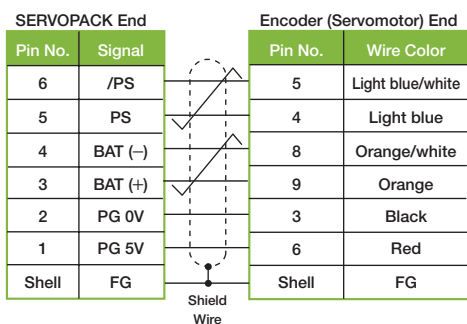 SERVOPACK End Encoder (Servomotor) End
Pin No. Signal Pin No. Wire Color
6 /PS 5 Light blue/white
5 PS 4 Light blue
4 BAT (−) 8 Orange/white
3 BAT (+) 9 Orange
2 PG 0V 3 Black
1 PG 5V 6 Red
Shell FG Shell FG
Shield
Wire